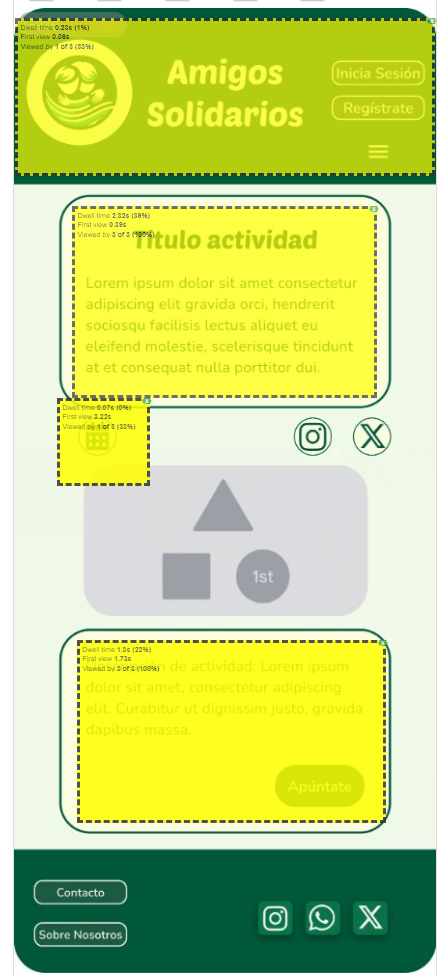 Dwell time 0.23s (1%)
First view 0.06s
Viewed by 1 of 3 (33%)
Amigos
Solidarios
Inicia Sesión
Regístrate
Dwell time 2.32s (39%)
First view 0.39s
Viewed by 3 of 3 (100%)
Título actividad
Lorem ipsum dolor sit amet consectetur
adipiscing elit gravida orci, hendrerit
sociosqu facilisis lectus aliquet eu
eleifend molestie, scelerisque tincidunt
at et consequat nulla porttitor dui.
Dwell time 0.07s (0%)
First view 3.22s
Viewed by 1 of 3 (33%)
1st
Dwell time 1.3s (22%)
First view 1.73s
Viewed by 3 of 3 (100%)
de actividad: Lorem ipsum
dolor sit amet, consectetur adipiscing
elit. Curabitur ut dignissim justo, gravida
dapibus massa.
Apúntate
Contacto
Sobre Nosotros